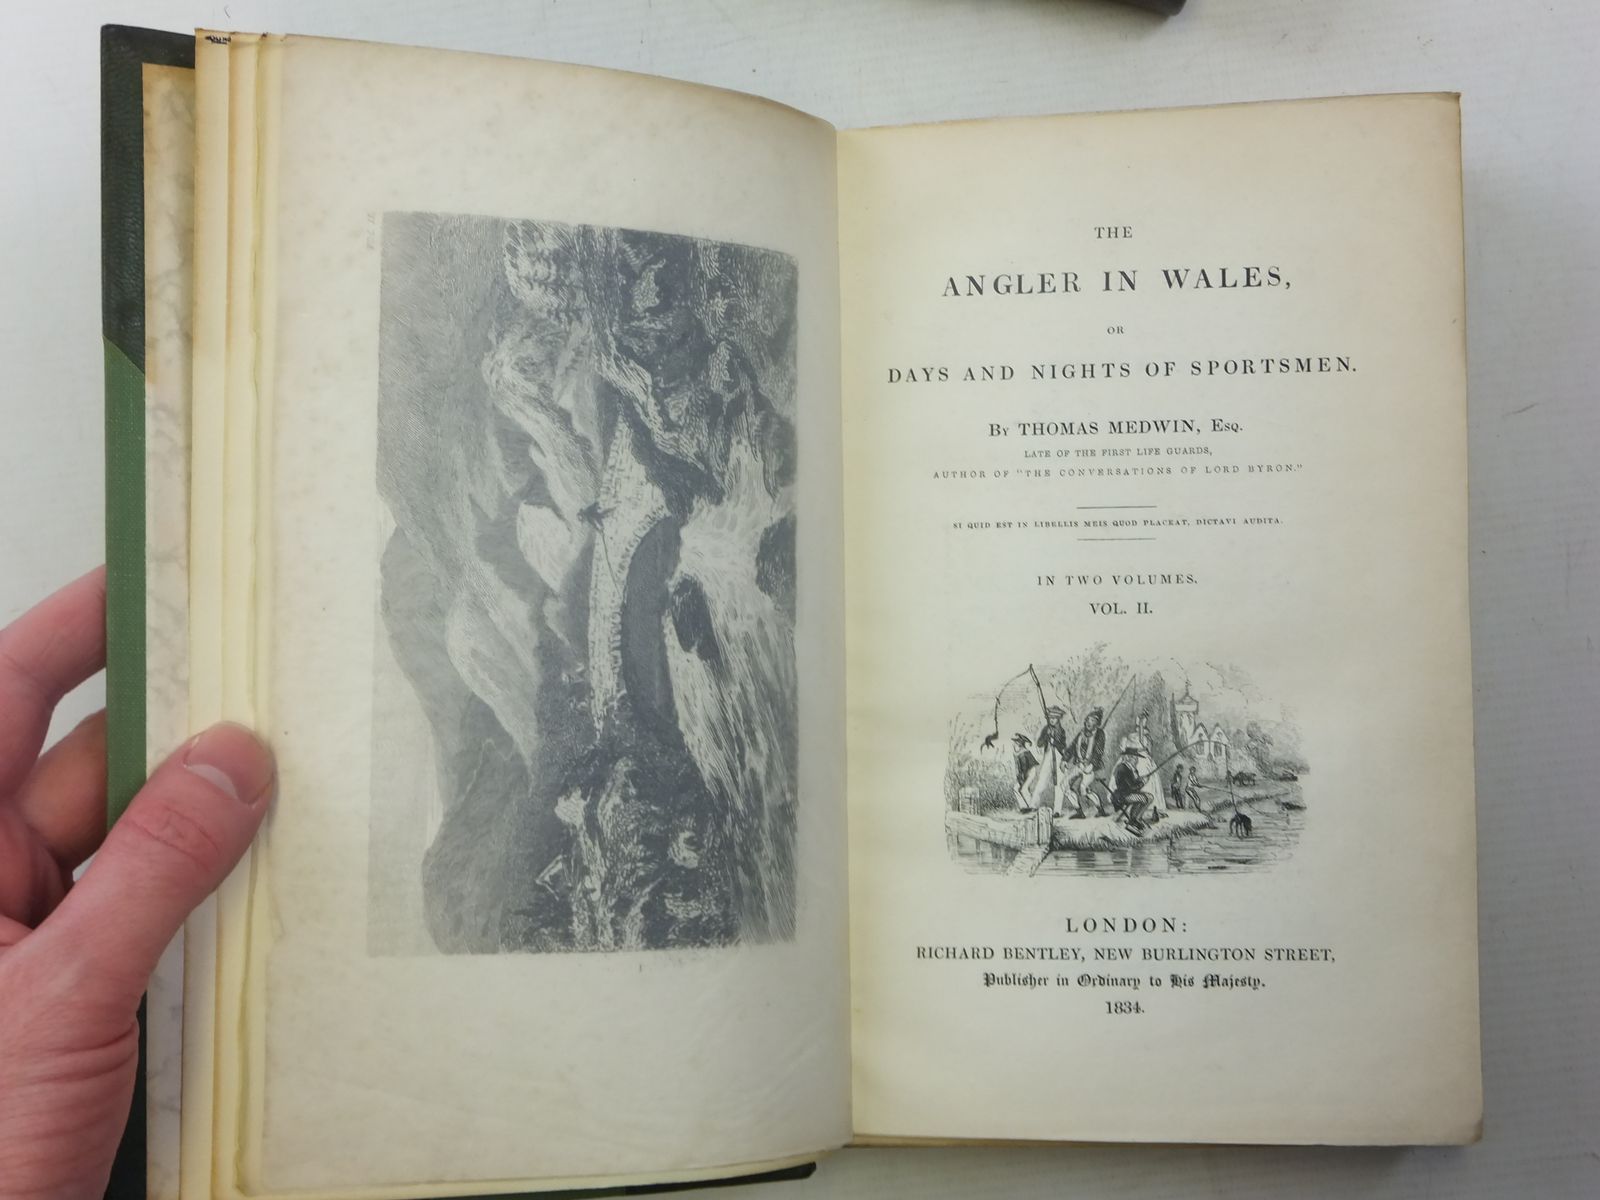 THE
ANGLER IN WALES,
OR
DAYS AND NIGHTS OF SPORTSMEN.
By THOMAS MEDWIN, Esq.
LATE OF THE FIRST LIFE GUARDS,
AUTHOR OF "THE CONVERSATIONS OF LORD BYRON."
SI QUID EST IN LIBELLIS MEIS QUOD PLACEAT, DICTAVI AUDITA.
IN TWO VOLUMES.
VOL. II.
LONDON:
RICHARD BENTLEY, NEW BURLINGTON STREET,
Publisher in Ordinary to His Majesty.
1834.